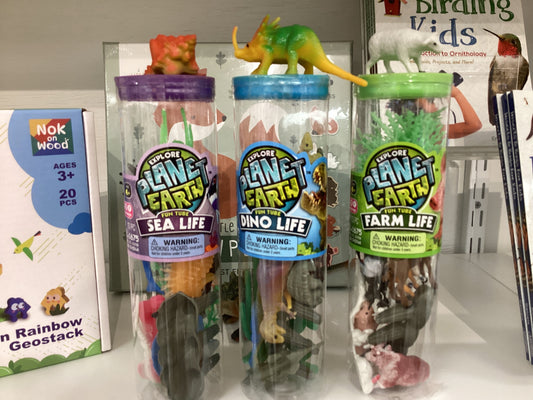 Birding
Kids
Nok
on
Wood
AGES
3+
20
PCS
n Rainbow
Geostack
EXPLORE
PLANET
EARTH
FUN TUBE
SEA LIFE
WARNING:
CHOKING HAZARD
EXPLORE
PLANET
EARTH
FUN TUBE
DINO LIFE
WARNING:
CHOKING HAZARD
EXPLORE
PLANET
EARTH
FUN TUBE
FARM LIFE
WARNING:
CHOKING HAZARD